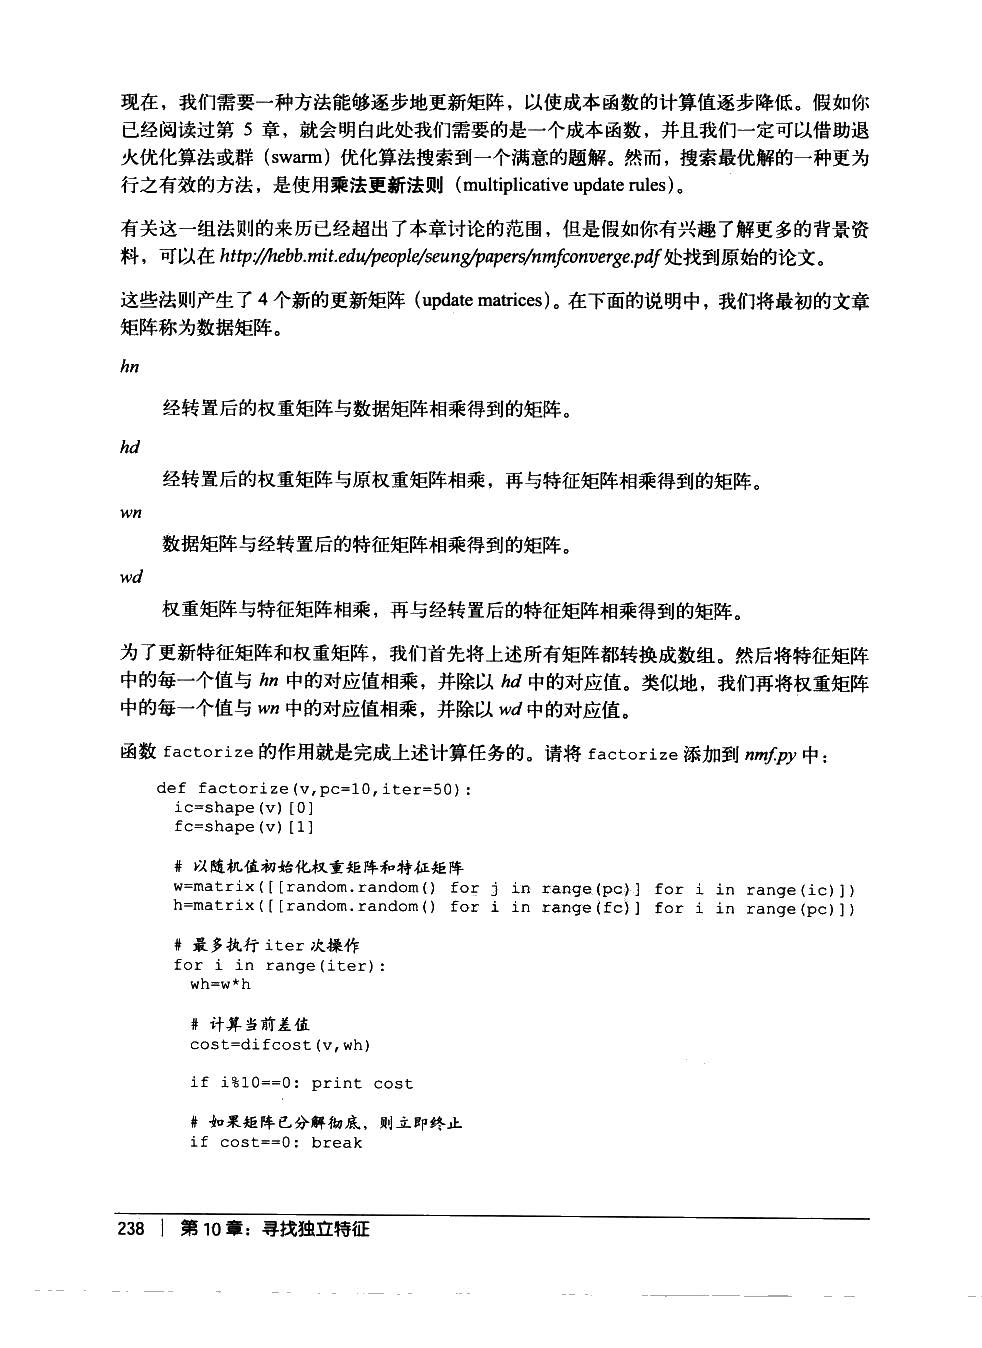 现在，我们需要一种方法能够逐步地更新矩阵，以使成本函数的计算值逐步降低。假如你
已经阅读过第 5 章，就会明白此处我们需要的是一个成本函数，并且我们一定可以借助退
火优化算法或群（swarm）优化算法搜索到一个满意的题解。然而，搜索最优解的一种更为
行之有效的方法，是使用乘法更新法则（multiplicative update rules）。
有关这一组法则的来历已经超出了本章讨论的范围，但是假如你有兴趣了解更多的背景资
料，可以在 http://hebb.mit.edu/people/seung/papers/nmfconverge.pdf 处找到原始的论文。
这些法则产生了 4 个新的更新矩阵（update matrices）。在下面的说明中，我们将最初的文章
矩阵称为数据矩阵。
hn
经转置后的权重矩阵与数据矩阵相乘得到的矩阵。
hd
经转置后的权重矩阵与原权重矩阵相乘，再与特征矩阵相乘得到的矩阵。
wn
数据矩阵与经转置后的特征矩阵相乘得到的矩阵。
wd
权重矩阵与特征矩阵相乘，再与经转置后的特征矩阵相乘得到的矩阵。
为了更新特征矩阵和权重矩阵，我们首先将上述所有矩阵都转换成数组。然后将特征矩阵
中的每一个值与 hn 中的对应值相乘，并除以 hd 中的对应值。类似地，我们再将权重矩阵
中的每一个值与 wn 中的对应值相乘，并除以 wd 中的对应值。
函数 factorize 的作用就是完成上述计算任务的。请将 factorize 添加到 nmf.py 中：
def factorize(v,pc=10,iter=50):
ic=shape(v)[0]
fc=shape(v)[1]
# 以随机值初始化权重矩阵和特征矩阵
w=matrix([[random.random() for j in range(pc)] for i in range(ic)])
h=matrix([[random.random() for i in range(fc)] for i in range(pc)])
# 最多执行 iter 次操作
for i in range(iter):
wh=w*h
# 计算当前差值
cost=difcost(v,wh)
if i%10==0: print cost
# 如果矩阵已分解彻底，则立即终止
if cost==0: break
238 | 第 10 章：寻找独立特征